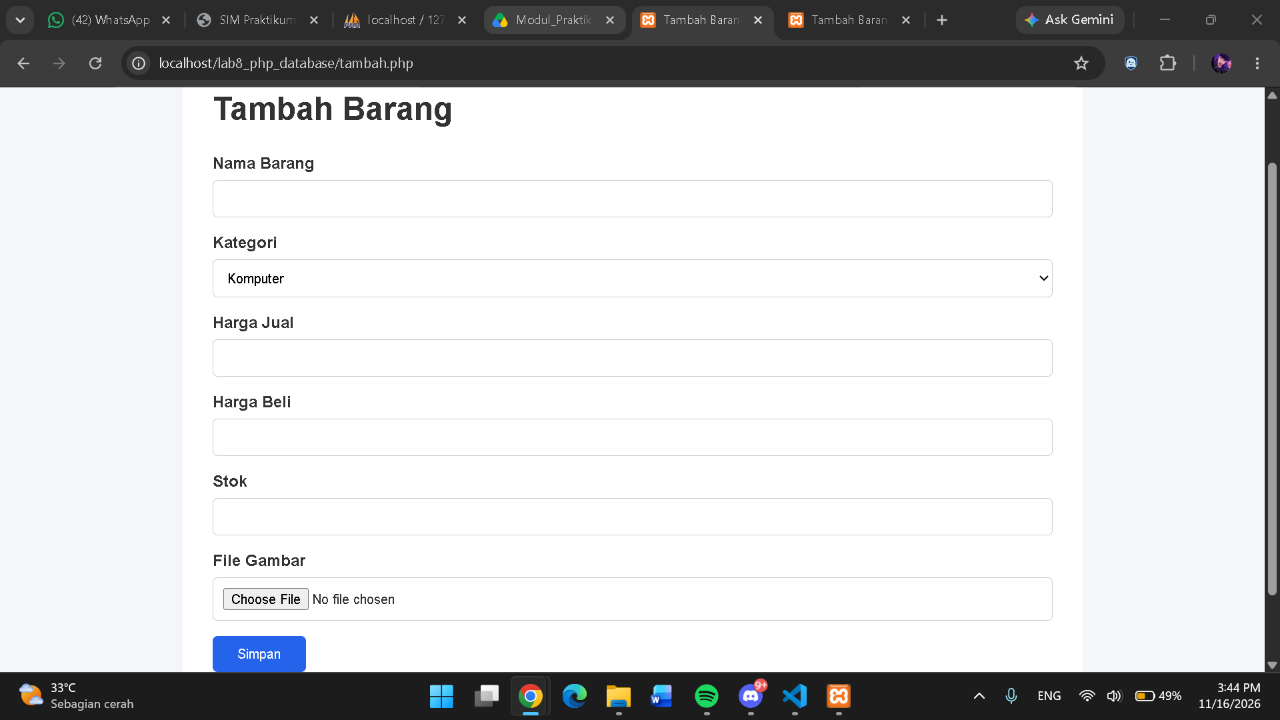 (42) WhatsApp
SIM Praktikum
localhost / 127
Modul_Praktik
Tambah Baran
Tambah Baran
Ask Gemini
localhost/lab8_php_database/tambah.php
Tambah Barang
Nama Barang
Kategori
Komputer
Harga Jual
Harga Beli
Stok
File Gambar
Choose File No file chosen
Simpan
33°C
Sebagian cerah
9+
ENG
49%
3:44 PM
11/16/2026